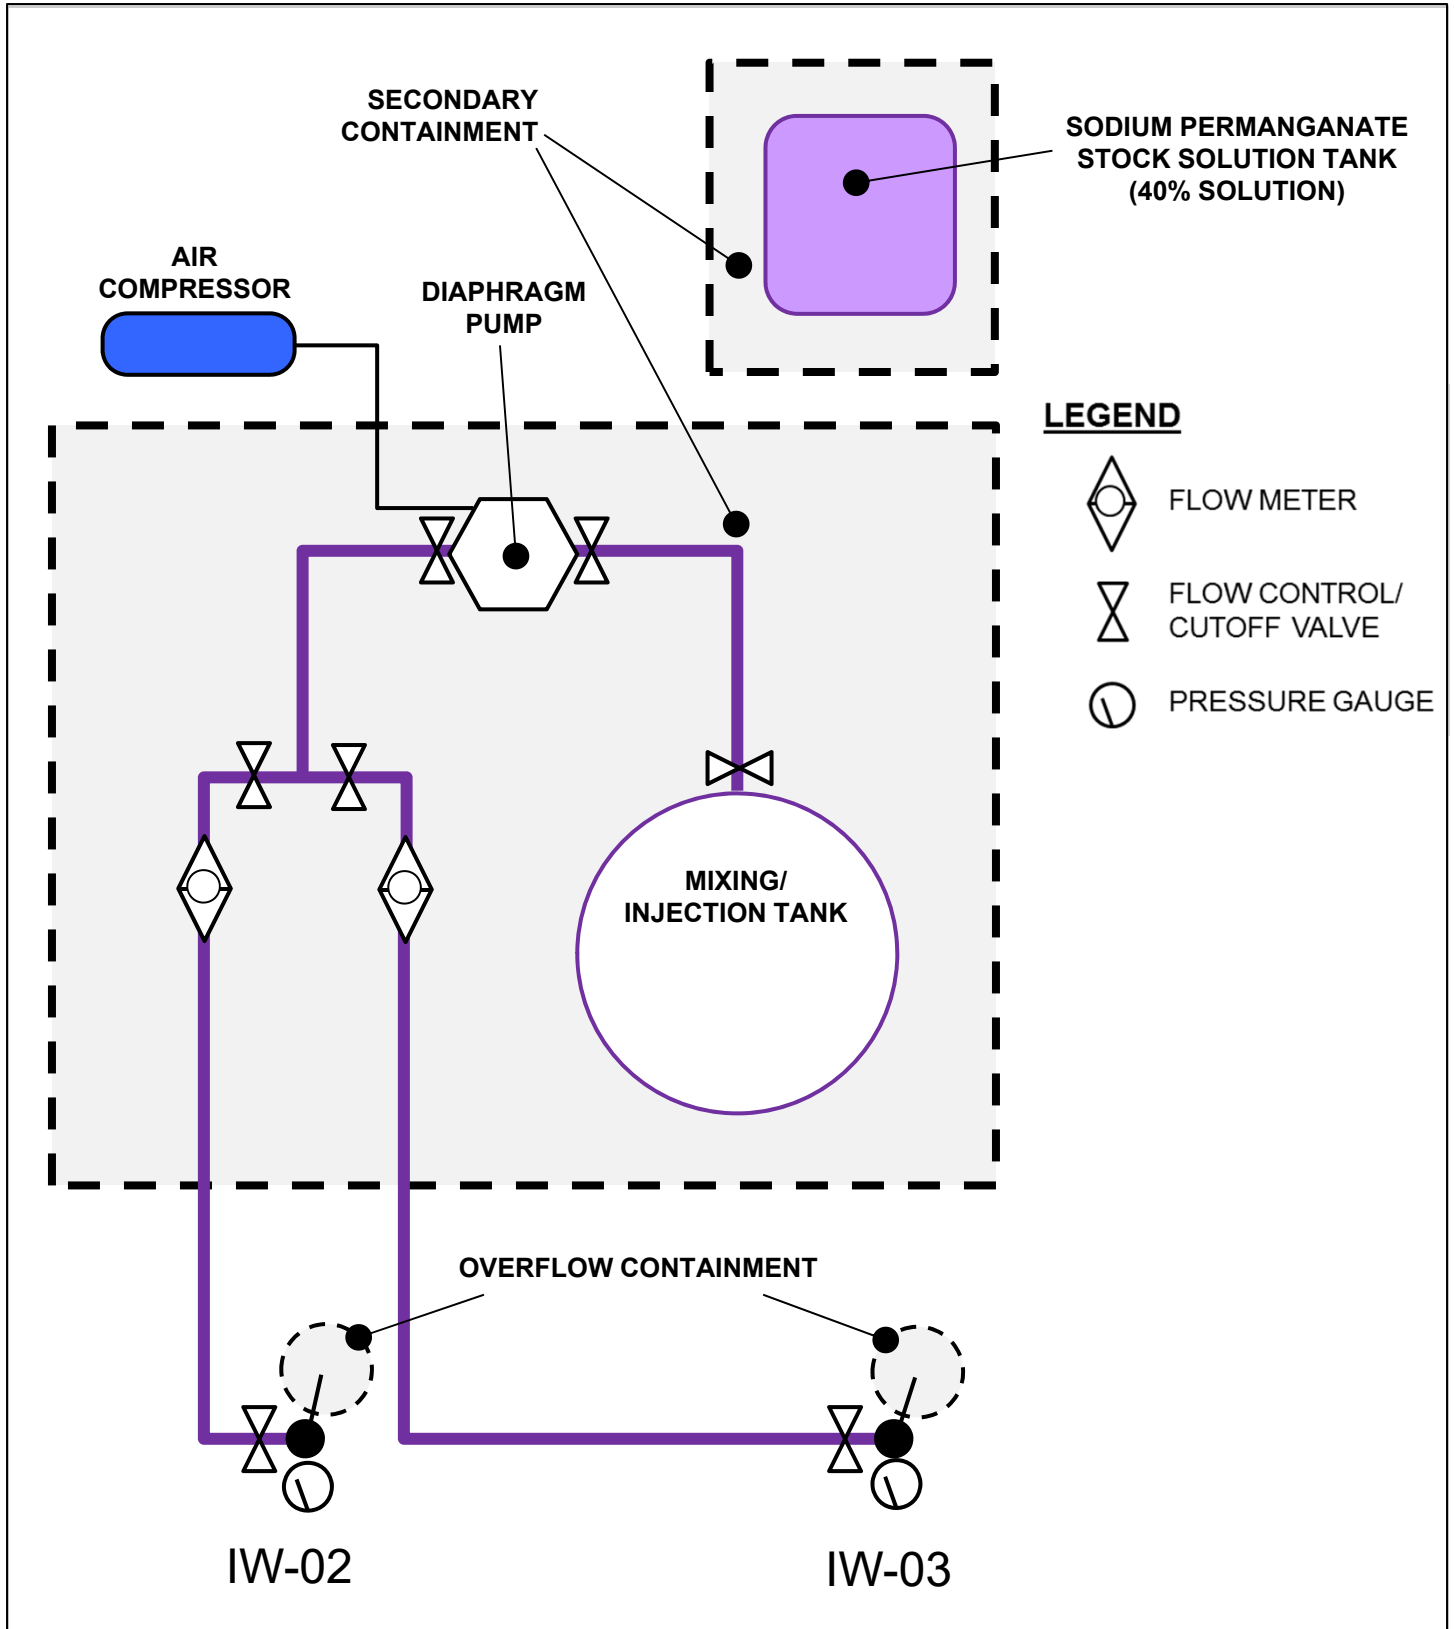 SECONDARY
CONTAINMENT
SODIUM PERMANGANATE
STOCK SOLUTION TANK
(40% SOLUTION)
AIR
COMPRESSOR
DIAPHRAGM
PUMP
LEGEND
FLOW METER
FLOW CONTROL/
CUTOFF VALVE
PRESSURE GAUGE
MIXING/
INJECTION TANK
OVERFLOW CONTAINMENT
IW-02
IW-03